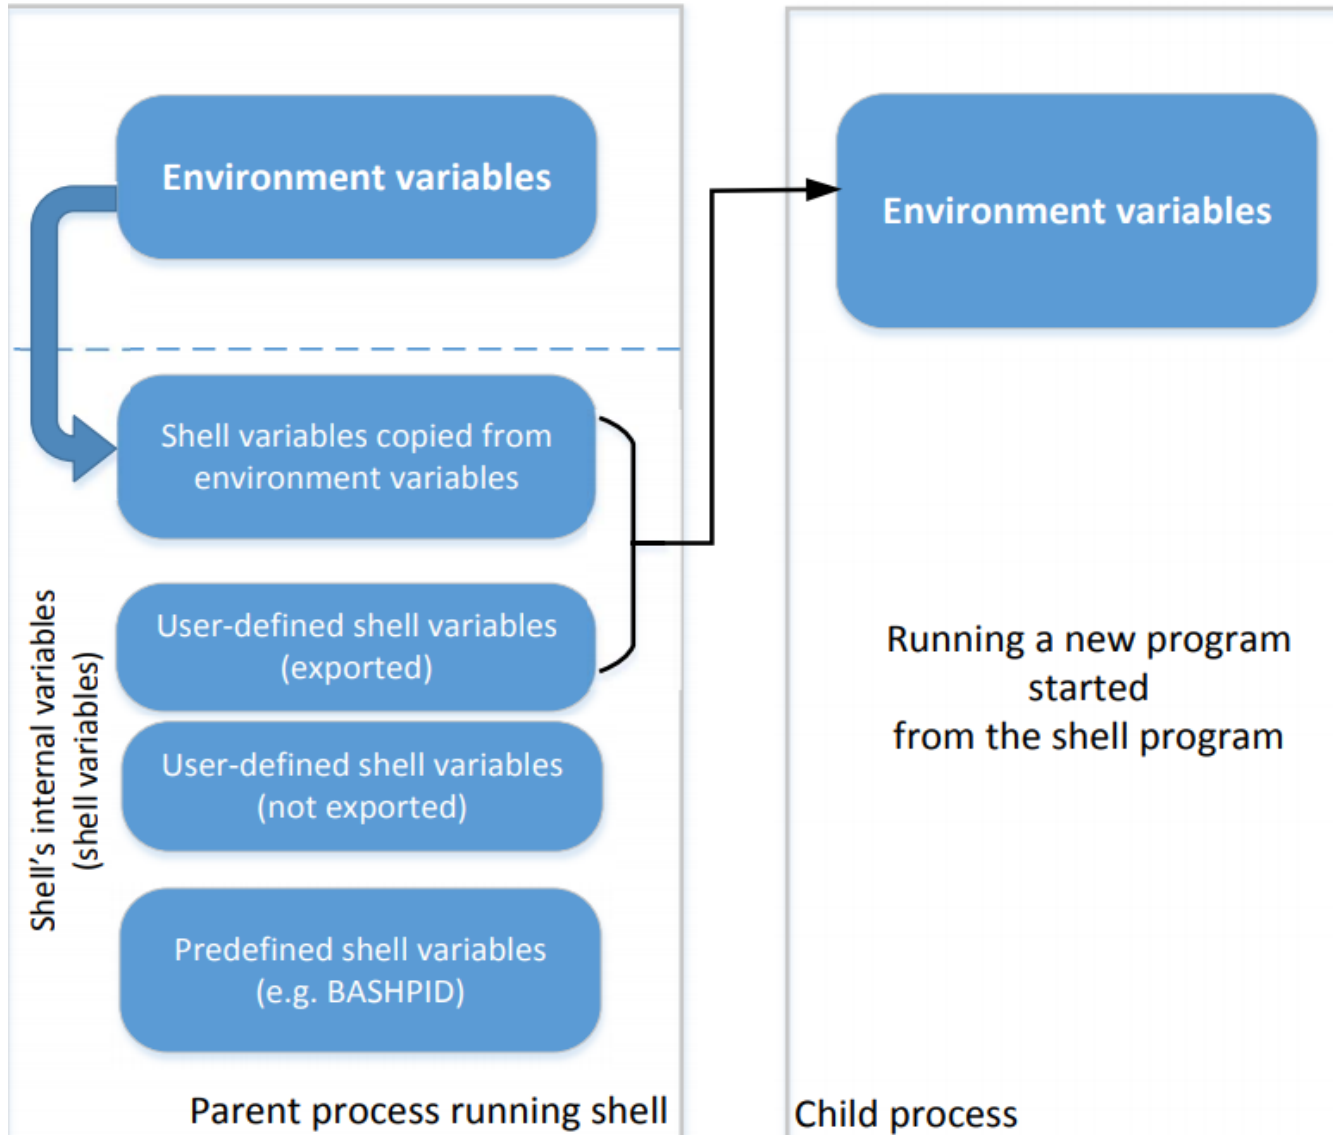 Environment variables
Shell variables copied from
environment variables
User-defined shell variables
(exported)
User-defined shell variables
(not exported)
Predefined shell variables
(e.g. BASHPID)
Shell’s internal variables
(shell variables)
Parent process running shell
Environment variables
Running a new program
started
from the shell program
Child process